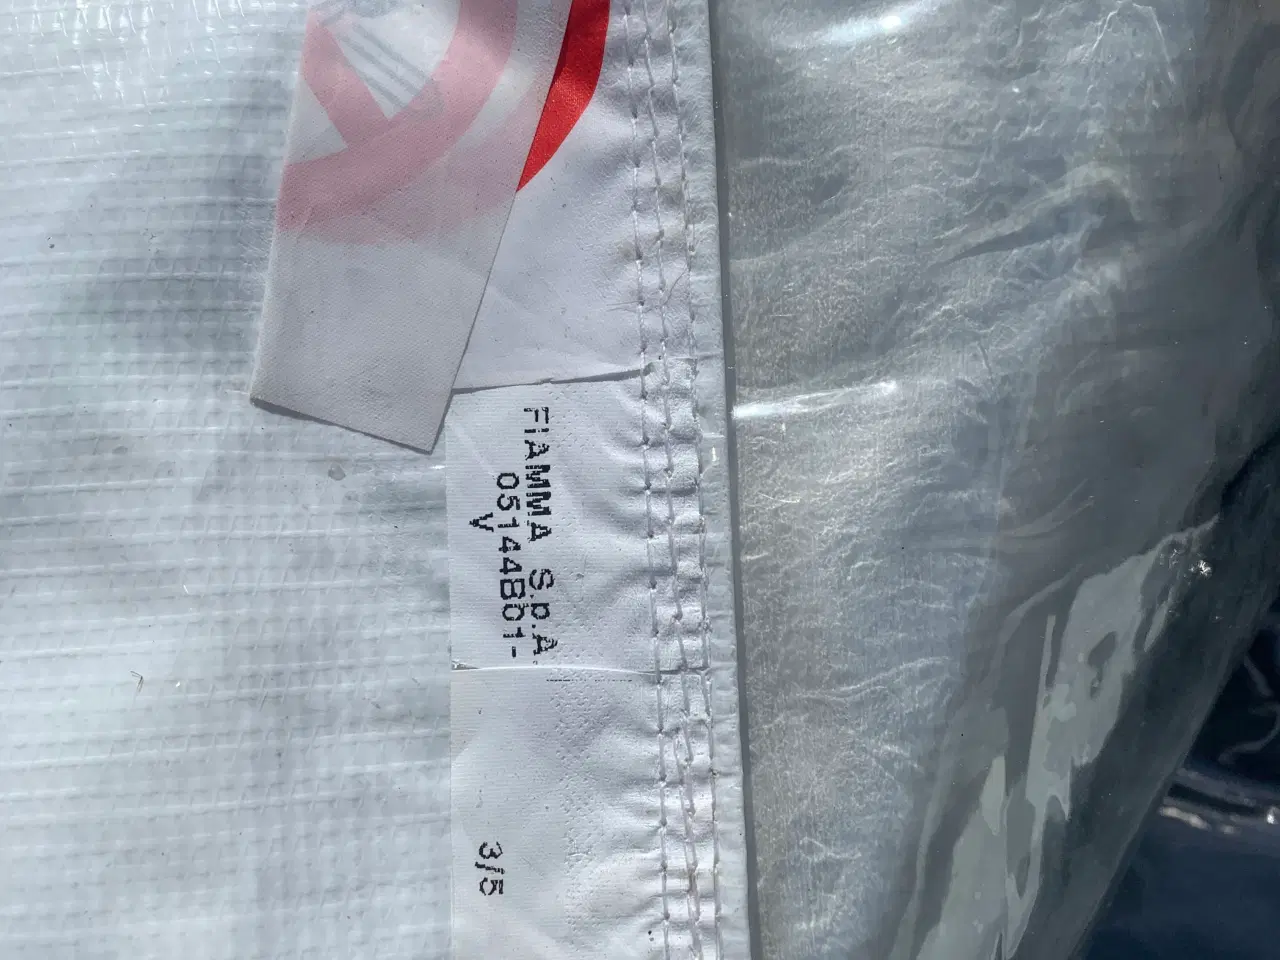 FIAMMA S.p.A.
05144B01-
V
3/5